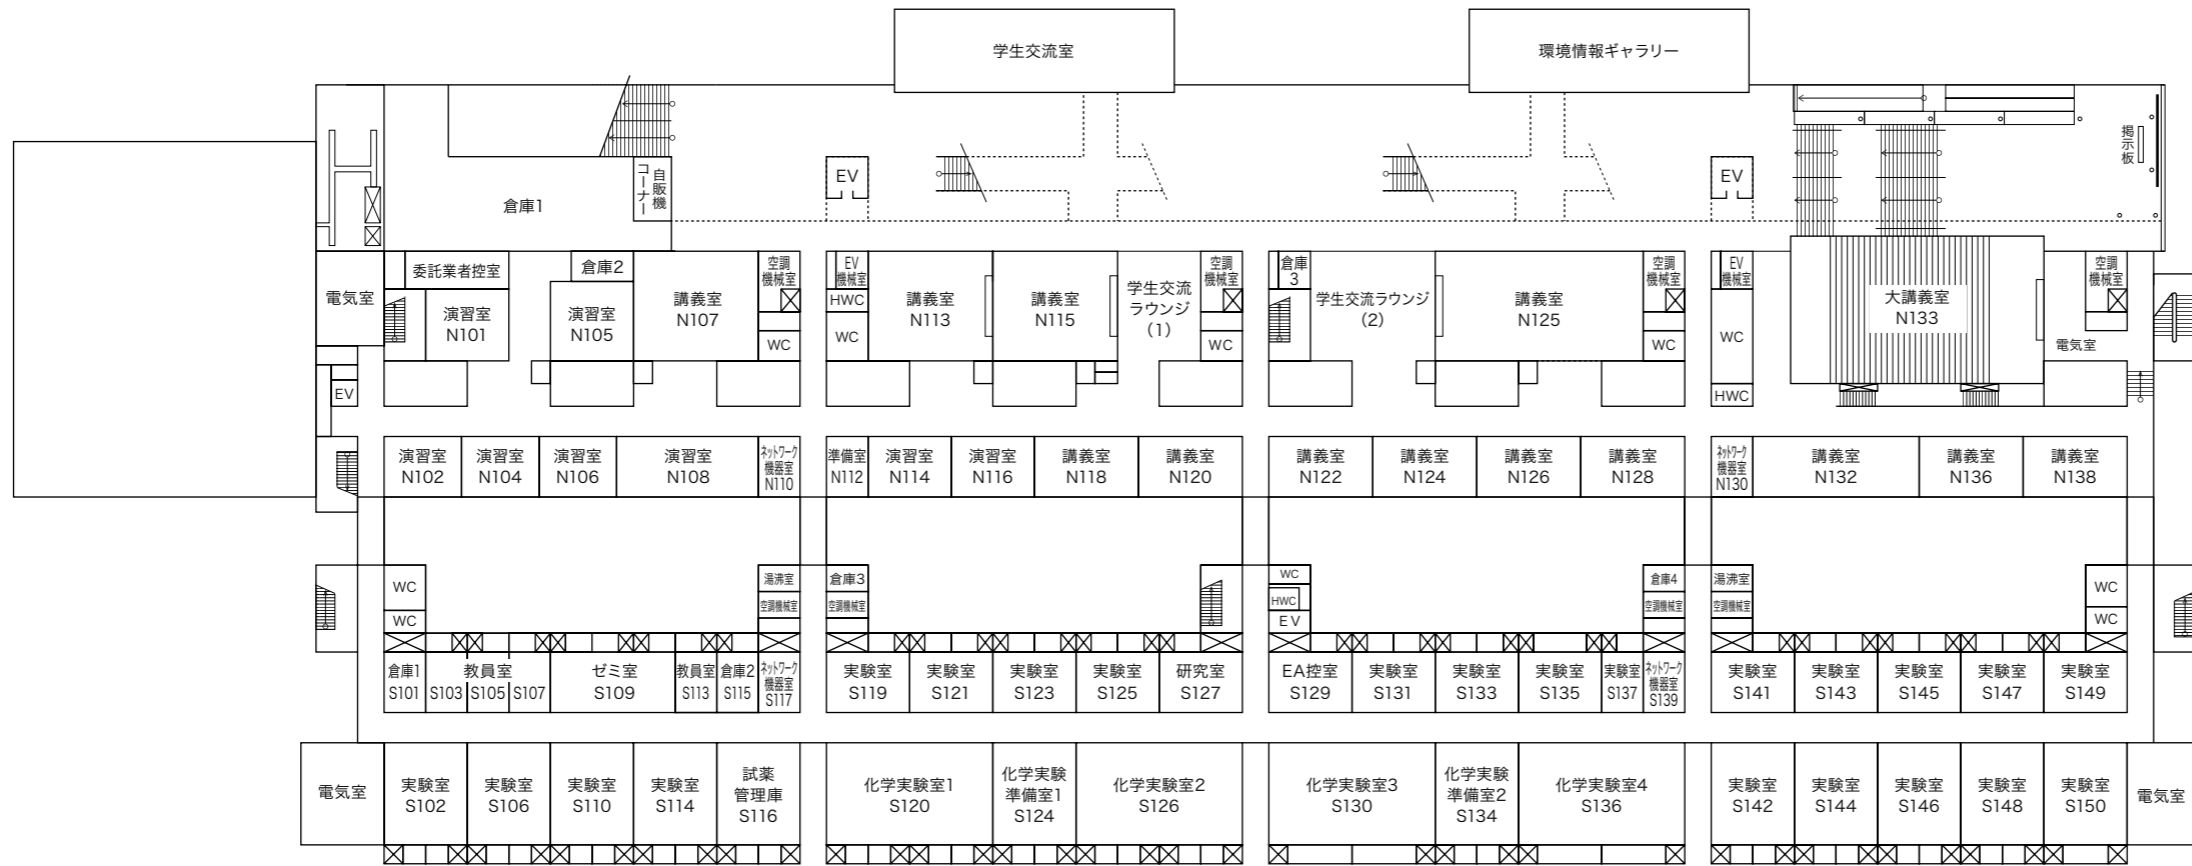 学生交流室
環境情報ギャラリー
掲示板
自販機
コーナー
EV
EV
倉庫1
電気室
委託業者控室
倉庫2
演習室
N101
演習室
N105
講義室
N107
空調
機械室
WC
EV
機械室
HWC
WC
講義室
N113
講義室
N115
学生交流
ラウンジ
(1)
空調
機械室
WC
倉庫
3
学生交流ラウンジ
(2)
講義室
N125
空調
機械室
WC
EV
機械室
WC
HWC
大講義室
N133
空調
機械室
電気室
EV
演習室
N102
演習室
N104
演習室
N106
演習室
N108
ネットワーク
機器室
N110
準備室
N112
演習室
N114
演習室
N116
講義室
N118
講義室
N120
講義室
N122
講義室
N124
講義室
N126
講義室
N128
ネットワーク
機器室
N130
講義室
N132
講義室
N136
講義室
N138
WC
WC
湯沸室
空調機械室
倉庫3
空調機械室
WC
HWC
EV
倉庫4
空調機械室
湯沸室
空調機械室
WC
WC
倉庫1
S101
教員室
S103
S105
S107
ゼミ室
S109
教員室
S113
倉庫2
S115
ネットワーク
機器室
S117
実験室
S119
実験室
S121
実験室
S123
実験室
S125
研究室
S127
EA控室
S129
実験室
S131
実験室
S133
実験室
S135
実験室
S137
ネットワーク
機器室
S139
実験室
S141
実験室
S143
実験室
S145
実験室
S147
実験室
S149
電気室
実験室
S102
実験室
S106
実験室
S110
実験室
S114
試薬
管理庫
S116
化学実験室1
S120
化学実験
準備室1
S124
化学実験室2
S126
化学実験室3
S130
化学実験
準備室2
S134
化学実験室4
S136
実験室
S142
実験室
S144
実験室
S146
実験室
S148
実験室
S150
電気室